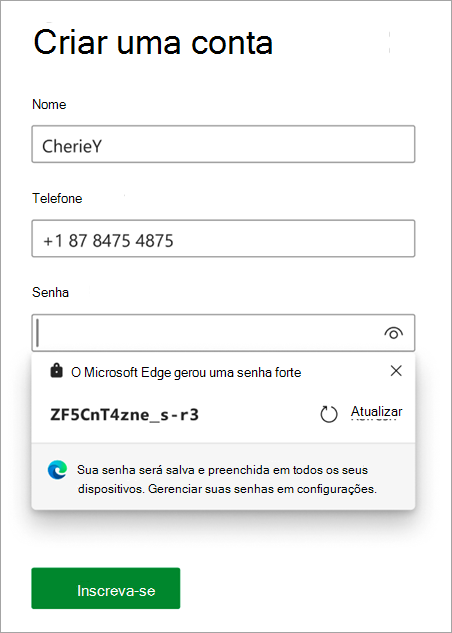 Criar uma conta
Nome
CherieY
Telefone
+1 87 8475 4875
Senha
O Microsoft Edge gerou uma senha forte
ZF5CnT4zne_s-r3
Atualizar
Sua senha será salva e preenchida em todos os seus
dispositivos. Gerenciar suas senhas em configurações.
Inscreva-se